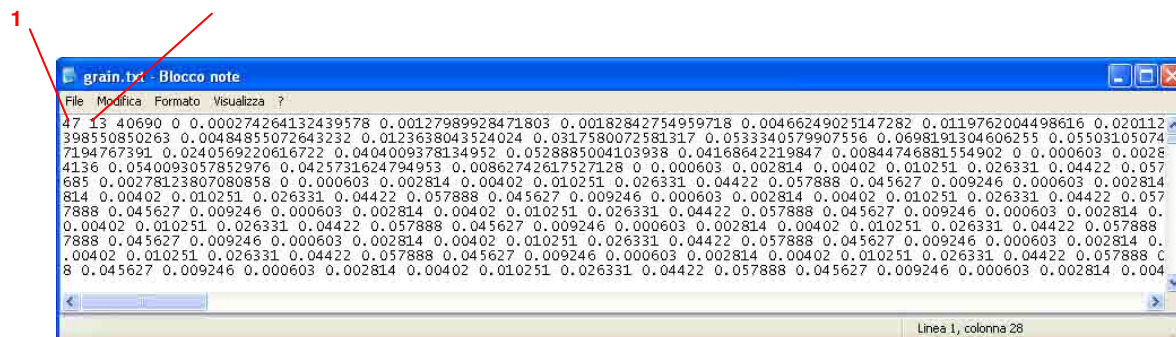 1
grain.txt - Blocco note
File Modifica Formato Visualizza ?
47 13 40690 0 0.000274264132439578 0.001279899928471803 0.001828427549597​18 0.00466249025147282 0.0119762004498616 0.020112
398550850263 0.00484855072643232 0.0123638043524024 0.0317580072581317 0.0533340579907556 0.0698191304606255 0.055031050​74
7194767391 0.0240569220616722 0.0404009378134952 0.0528885004103938 0.04168642219847 0.00844746881554902 0 0.000603 0.0028
4136 0.0540093057852976 0.0425731624794953 0.00862742617527128 0 0.000603 0.002814 0.00402 0.010251 0.026331 0.04422 0.057
685 0.0027812380708​0858 0 0.000603 0.002814 0.00402 0.010251 0.026331 0.04422 0.057888 0.045627 0.009246 0.000603 0.002814
814 0.00402 0.010251 0.026331 0.04422 0.057888 0.045627 0.009246 0.000603 0.002814 0.00402 0.010251 0.026331 0.04422 0.057
7888 0.045627 0.009246 0.000603 0.002814 0.00402 0.010251 0.026331 0.04422 0.057888 0.045627 0.009246 0.000603 0.002814 0.
0.00402 0.010251 0.026331 0.04422 0.057888 0.045627 0.009246 0.000603 0.002814 0.00402 0.010251 0.026331 0.04422 0.057888
7888 0.045627 0.009246 0.000603 0.002814 0.00402 0.010251 0.026331 0.04422 0.057888 0.045627 0.009246 0.000603 0.002814 0.
.00402 0.010251 0.026331 0.04422 0.057888 0.045627 0.009246 0.000603 0.002814 0.00402 0.010251 0.026331 0.04422 0.057888 0
8 0.045627 0.009246 0.000603 0.002814 0.00402 0.010251 0.026331 0.04422 0.057888 0.045627 0.009246 0.000603 0.002814 0.004
Linea 1, colonna 28